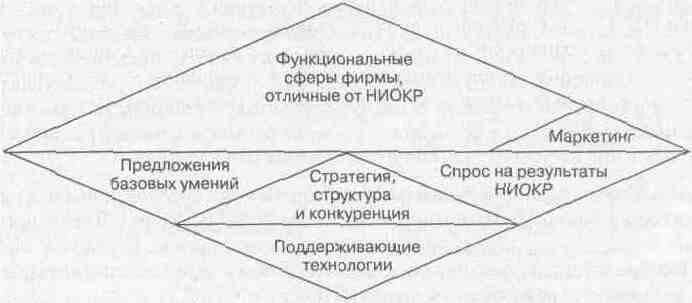 Функциональные
сферы фирмы,
отличные от НИОКР
Маркетинг
Предложения
базовых умений
Стратегия,
структура
и конкуренция
Спрос на результаты
НИОКР
Поддерживающие
технологии